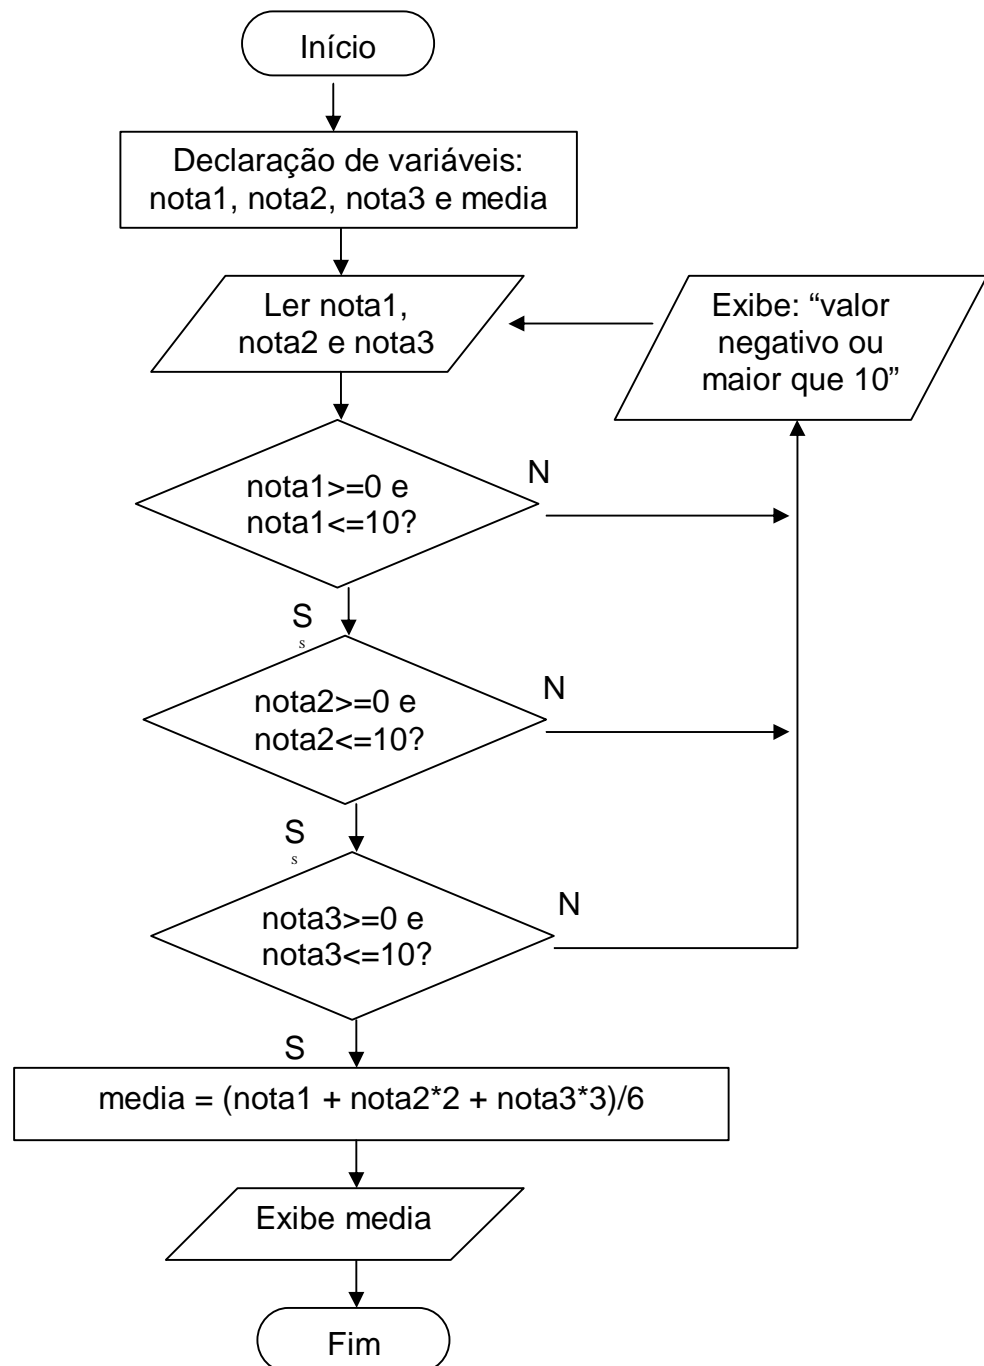 Início
Declaração de variáveis:
nota1, nota2, nota3 e media
Ler nota1,
nota2 e nota3
Exibe: “valor
negativo ou
maior que 10”
nota1>=0 e
nota1<=10?
N
S
s
nota2>=0 e
nota2<=10?
N
S
s
nota3>=0 e
nota3<=10?
N
S
media = (nota1 + nota2*2 + nota3*3)/6
Exibe media
Fim